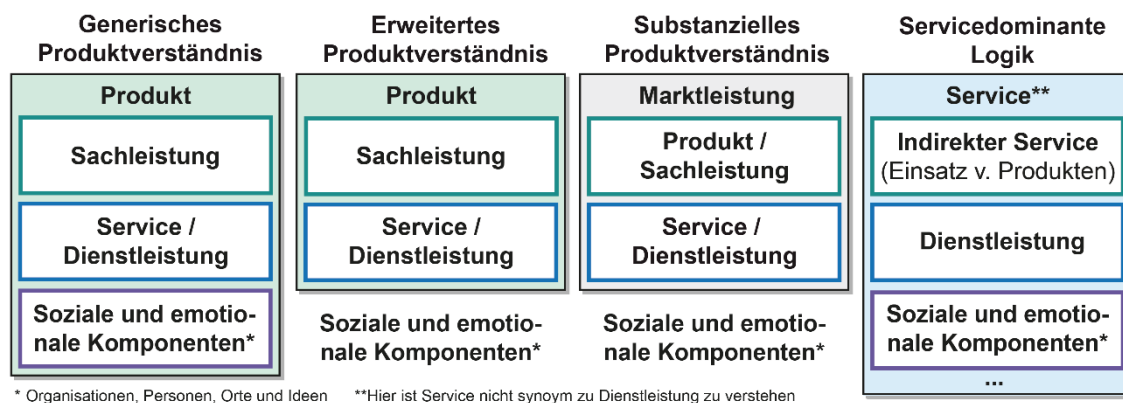 Generisches
Produktverständnis
Produkt
Sachleistung
Service /
Dienstleistung
Soziale und emotio-
nale Komponenten*
Erweitertes
Produktverständnis
Produkt
Sachleistung
Service /
Dienstleistung
Soziale und emotio-
nale Komponenten*
Substanzielles
Produktverständnis
Marktleistung
Produkt /
Sachleistung
Service /
Dienstleistung
Soziale und emotio-
nale Komponenten*
Servicedominante
Logik
Service**
Indirekter Service
(Einsatz v. Produkten)
Dienstleistung
Soziale und emotio-
nale Komponenten*
...
* Organisationen, Personen, Orte und Ideen **Hier ist Service nicht synoym zu Dienstleistung zu verstehen